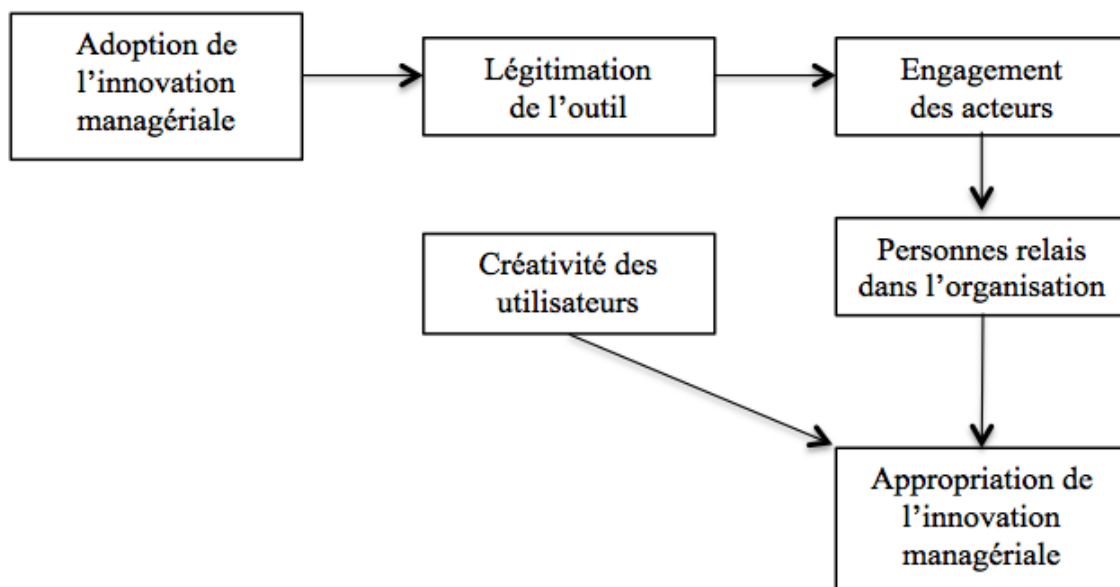 Adoption de
l’innovation
managériale
Légitimation
de l’outil
Engagement
des acteurs
Créativité des
utilisateurs
Personnes relais
dans l’organisation
Appropriation de
l’innovation
managériale